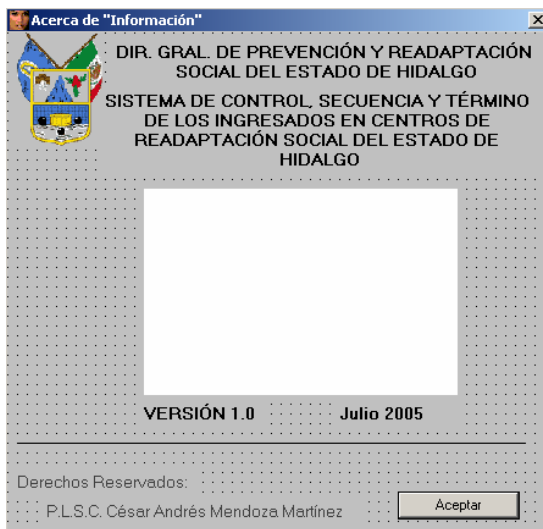 Acerca de "Información"
DIR. GRAL. DE PREVENCIÓN Y READAPTACIÓN
SOCIAL DEL ESTADO DE HIDALGO
SISTEMA DE CONTROL, SECUENCIA Y TÉRMINO
DE LOS INGRESADOS EN CENTROS DE
READAPTACIÓN SOCIAL DEL ESTADO DE
HIDALGO
VERSIÓN 1.0 Julio 2005
Derechos Reservados:
P.L.S.C. César Andrés Mendoza Martínez
Aceptar